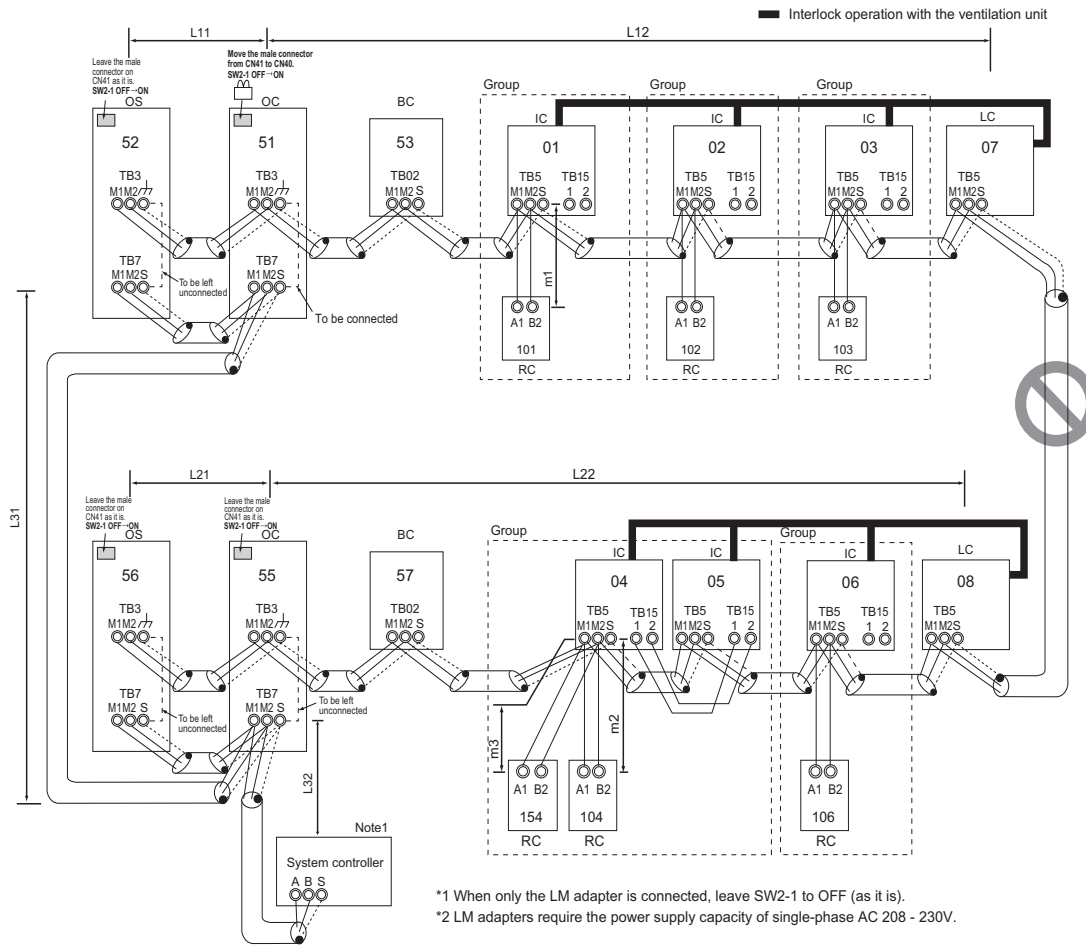 Interlock operation with the ventilation unit
L11
L12
Leave the male
connector on
CN41 as it is.
SW2-1 OFF→ON
Move the male connector
from CN41 to CN40.
SW2-1 OFF→ON
OS
OC
BC
Group
Group
Group
IC
IC
IC
LC
52
51
53
01
02
03
07
TB3
TB3
TB02
TB5
TB15
TB5
TB15
TB5
TB15
TB5
M1M2
M1M2
M1M2 S
M1M2S
1 2
M1M2S
1 2
M1M2S
1 2
M1M2S
TB7
TB7
M1M2S
M1M2S
To be left
unconnected
To be connected
m1
A1 B2
A1 B2
A1 B2
101
102
103
RC
RC
RC
L31
L21
L22
Leave the male
connector on
CN41 as it is.
SW2-1 OFF→ON
Leave the male
connector on
CN41 as it is.
SW2-1 OFF→ON
OS
OC
BC
Group
Group
IC
IC
IC
LC
56
55
57
04
05
06
08
TB3
TB3
TB02
TB5
TB15
TB5
TB15
TB5
TB15
TB5
M1M2
M1M2
M1M2 S
M1M2S
1 2
M1M2S
1 2
M1M2S
1 2
M1M2S
TB7
TB7
M1M2 S
M1M2 S
To be left
unconnected
To be left
unconnected
L32
m3
m2
A1 B2
A1 B2
A1 B2
154
104
106
RC
RC
RC
Note1
System controller
A B S
*1 When only the LM adapter is connected, leave SW2-1 to OFF (as it is).
*2 LM adapters require the power supply capacity of single-phase AC 208 - 230V.